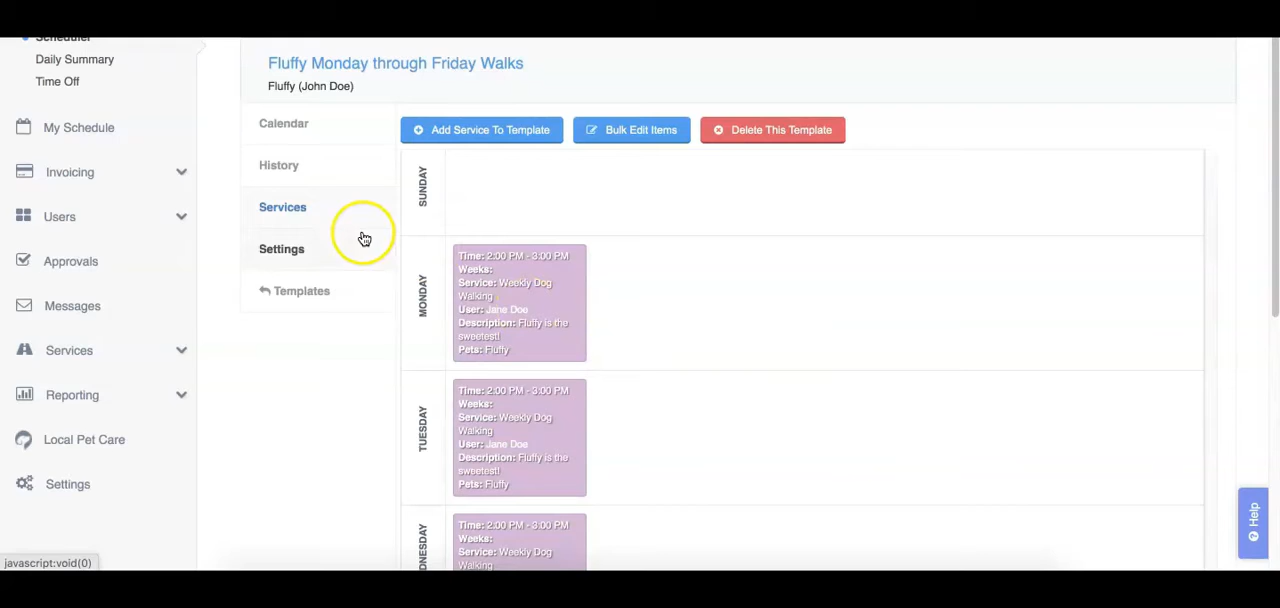 Scheduler
Daily Summary
Time Off
My Schedule
Invoicing
Users
Approvals
Messages
Services
Reporting
Local Pet Care
Settings
javascript:void(0)
Fluffy Monday through Friday Walks
Fluffy (John Doe)
Calendar
History
Services
Settings
Templates
Add Service To Template
Bulk Edit Items
Delete This Template
SUNDAY
MONDAY
Time: 2:00 PM - 3:00 PM
Weeks:
Service: Weekly Dog
Walking
User: Jane Doe
Description: Fluffy is the
sweetest!
Pets: Fluffy
TUESDAY
Time: 2:00 PM - 3:00 PM
Weeks:
Service: Weekly Dog
Walking
User: Jane Doe
Description: Fluffy is the
sweetest!
Pets: Fluffy
DNESDAY
Time: 2:00 PM - 3:00 PM
Weeks:
Service: Weekly Dog
Walking
Help